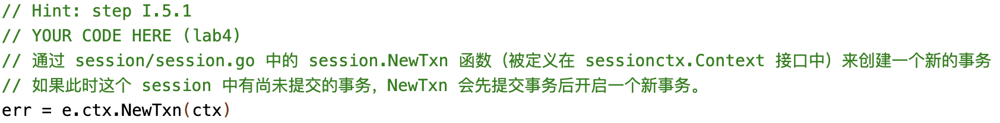 // Hint: step I.5.1
// YOUR CODE HERE (lab4)
// 通过 session/session.go 中的 session.NewTxn 函数（被定义在 sessionctx.Context 接口中）来创建一个新的事务
// 如果此时这个 session 中有尚未提交的事务，NewTxn 会先提交事务后开启一个新事务。
err = e.ctx.NewTxn(ctx)